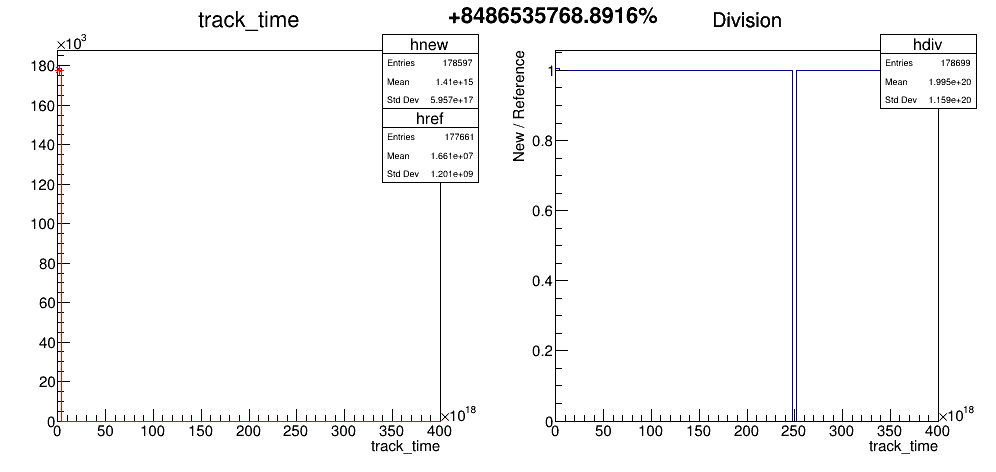 +8486535768.8916%
track_time
×10³
180
160
140
120
100
80
60
40
20
0
0 50 100 150 200 250 300 350 400
×10¹⁸
track_time
hnew
Entries 178597
Mean 1.41e+15
Std Dev 5.957e+17
href
Entries 177661
Mean 1.661e+07
Std Dev 1.201e+09
Division
New / Reference
1
0.8
0.6
0.4
0.2
0
0 50 100 150 200 250 300 350 400
×10¹⁸
track_time
hdiv
Entries 178699
Mean 1.995e+20
Std Dev 1.159e+20